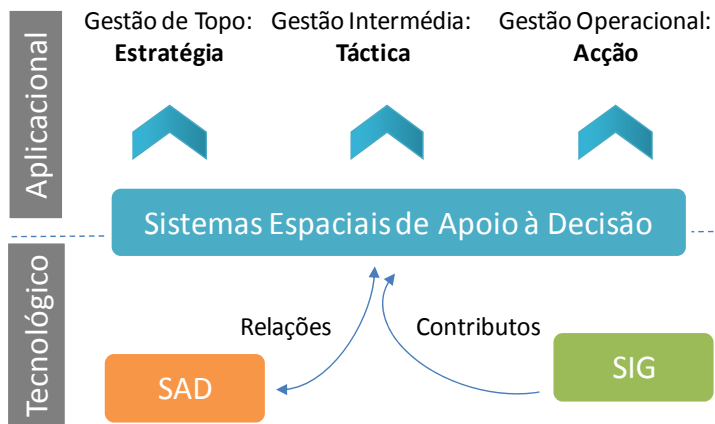 Aplicacional
Gestão de Topo:
Estratégia
Gestão Intermédia:
Táctica
Gestão Operacional:
Acção
Sistemas Espaciais de Apoio à Decisão
Tecnológico
Relações
Contributos
SAD
SIG